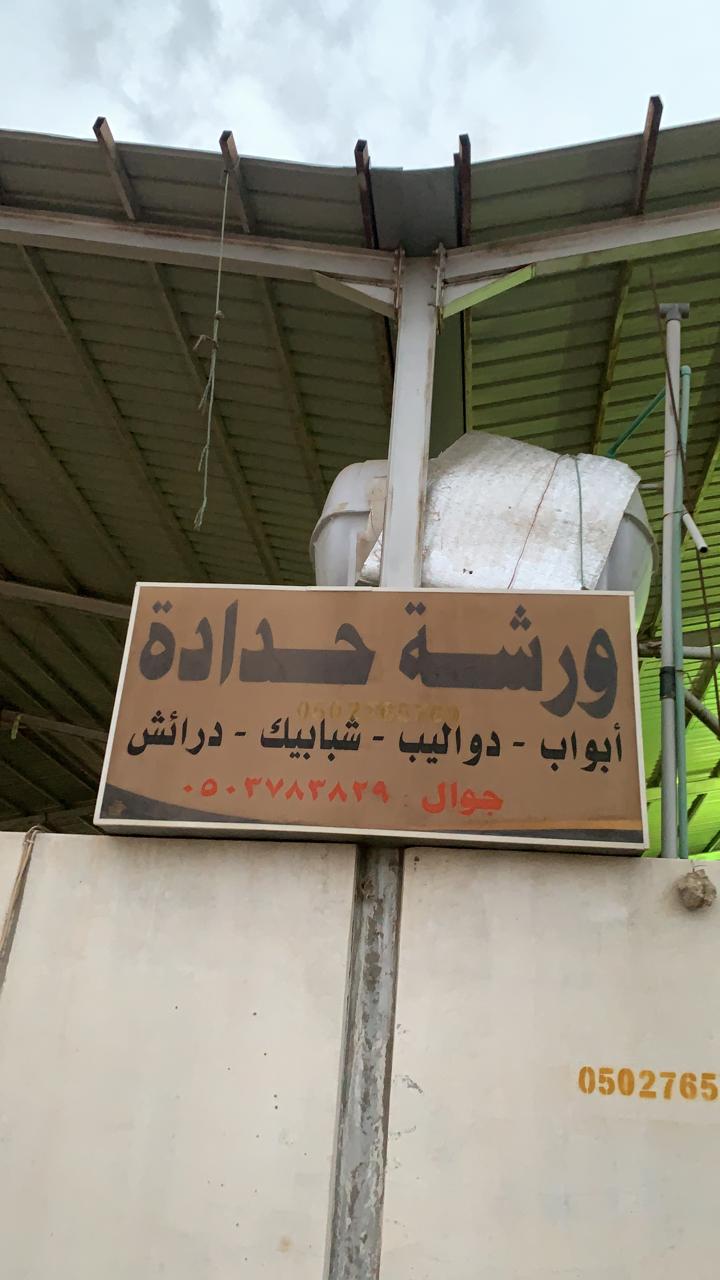 ورشة حدادة
أبواب - دواليب - شبابيك - درائش
جوال : ٠٥٠٣٧٨٣٨٢٩
0502765